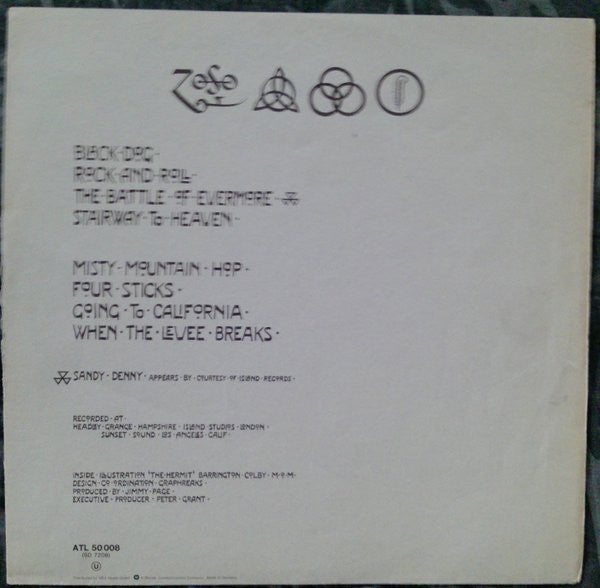 ZOSO
BLACK·DOG·
ROCK·AND·ROLL·
THE·BATTLE·OF·EVERMORE·
STAIRWAY·TO·HEAVEN·
MISTY·MOUNTAIN·HOP·
FOUR·STICKS·
GOING·TO·CALIFORNIA·
WHEN·THE·LEVEE·BREAKS·
SANDY·DENNY·APPEARS·BY·COURTESY·OF·ISLAND·RECORDS·
RECORDED·AT·
HEADLEY·GRANGE·HAMPSHIRE·ISLAND·STUDIOS·LONDON·
SUNSET·SOUND·LOS·ANGELES·CALIF·
INSIDE·ILLUSTRATION·'THE·HERMIT'·BARRINGTON·COLBY·M·O·M·
DESIGN·CO·ORDINATION·GRAPHREAKS·
PRODUCED·BY·JIMMY·PAGE·
EXECUTIVE·PRODUCER·PETER·GRANT·
ATL 50 008
(SD 7208)
U